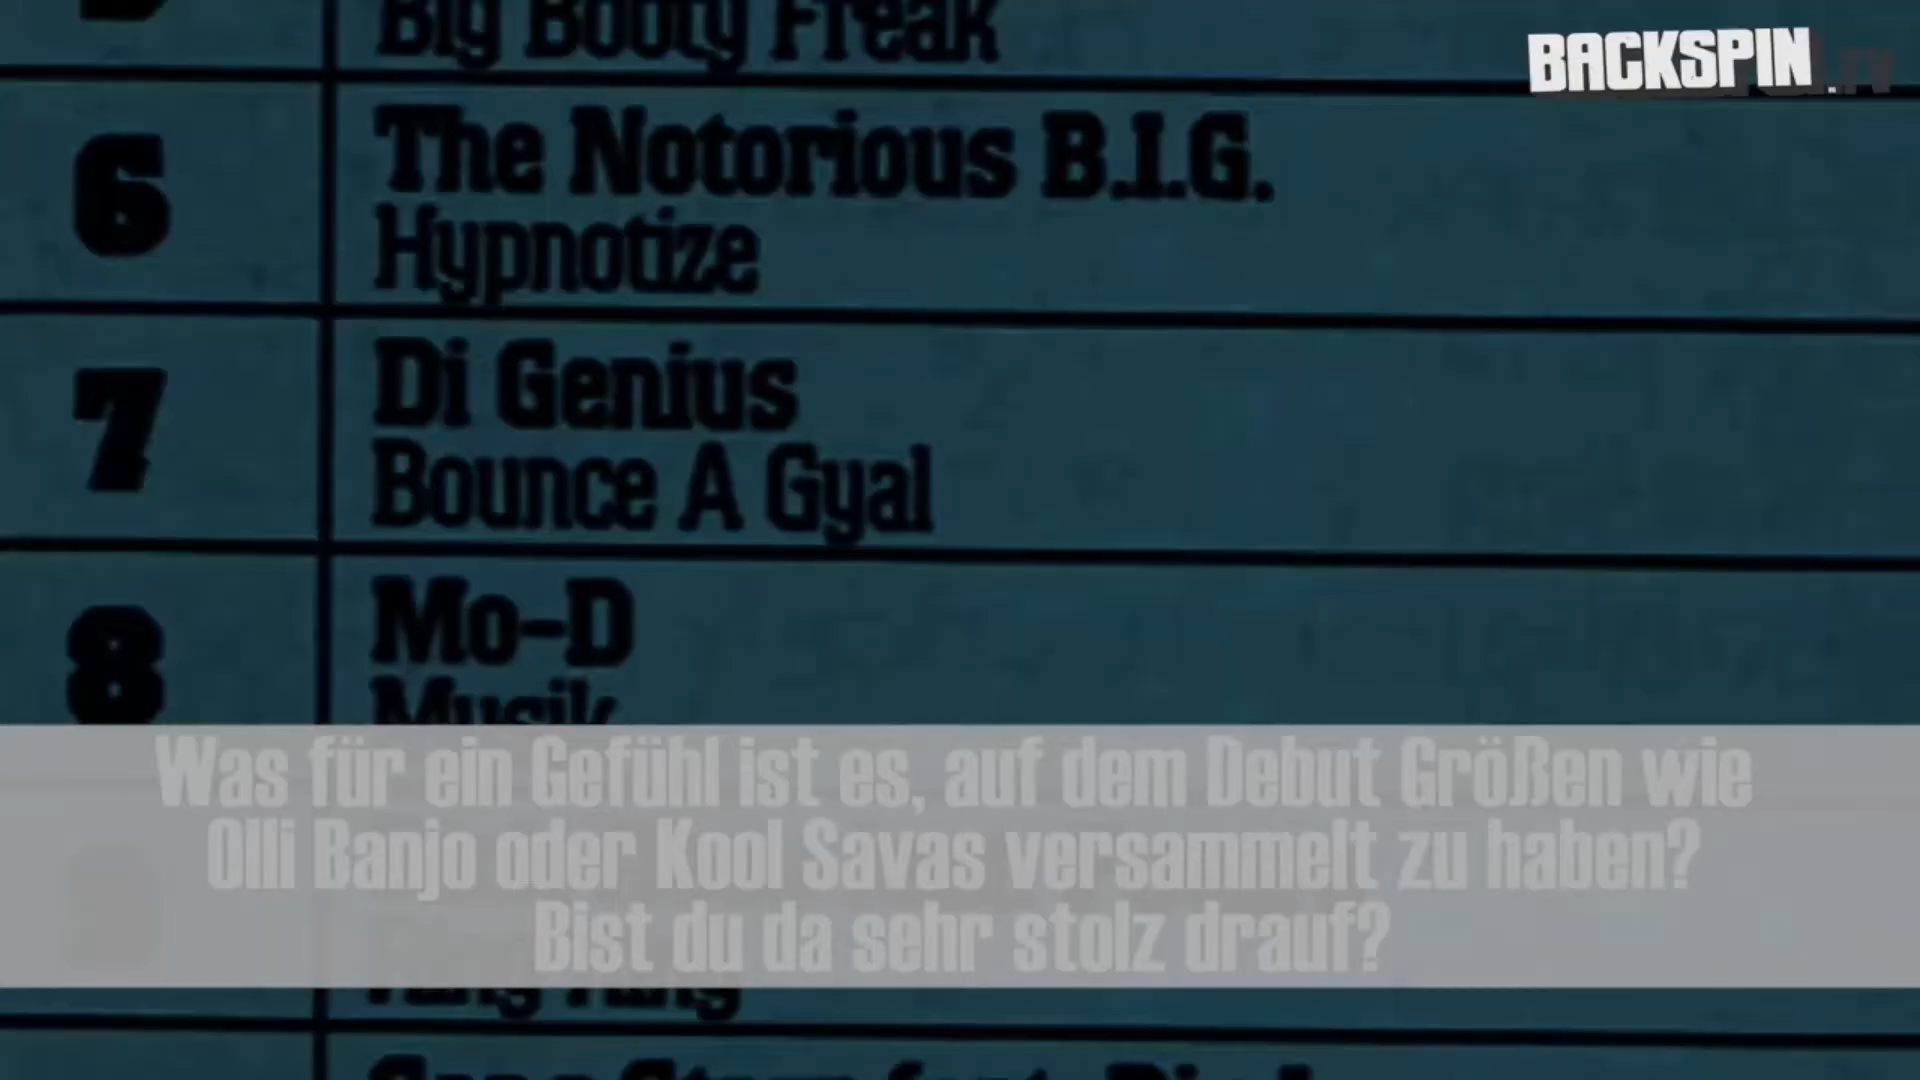 Big Booty Freak
BACKSPIN.TV
6
The Notorious B.I.G.
Hypnotize
7
Di Genius
Bounce A Gyal
8
Mo-D
Musik
Was für ein Gefühl ist es, auf dem Debut Größen wie
Olli Banjo oder Kool Savas versammelt zu haben?
Bist du da sehr stolz drauf?